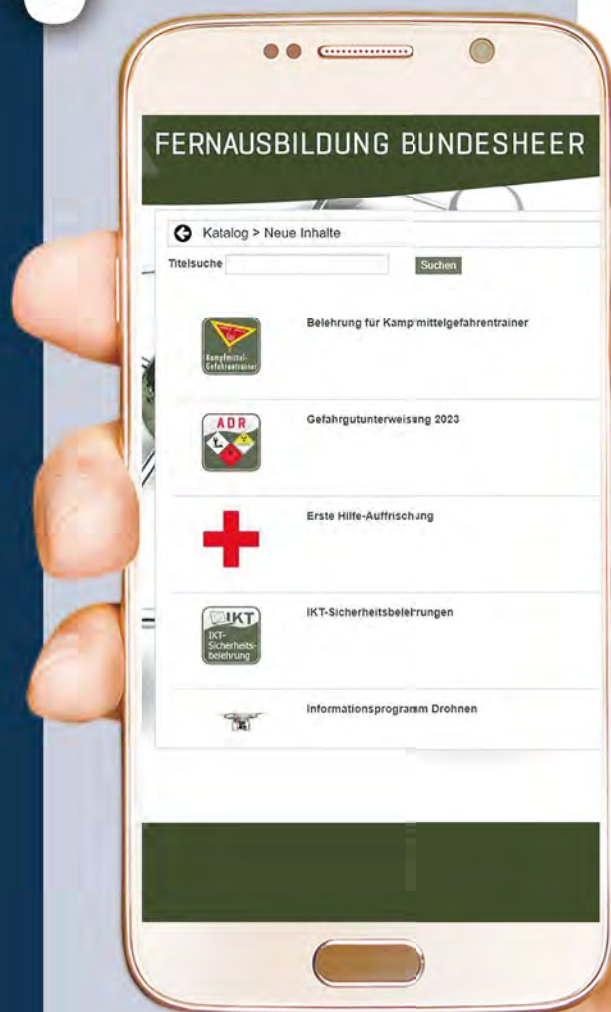 FERNAUSBILDUNG BUNDESHEER
Katalog > Neue Inhalte
Titelsuche
Suchen
Kampfmittel-
Gefahrentrainer
Belehrung für Kampfmittelgefahrentrainer
ADR
Gefahrgutunterweisung 2023
Erste Hilfe-Auffrischung
IKT
IKT-
Sicherheits-
belehrung
IKT-Sicherheitsbelehrungen
Informationsprogramm Drohnen